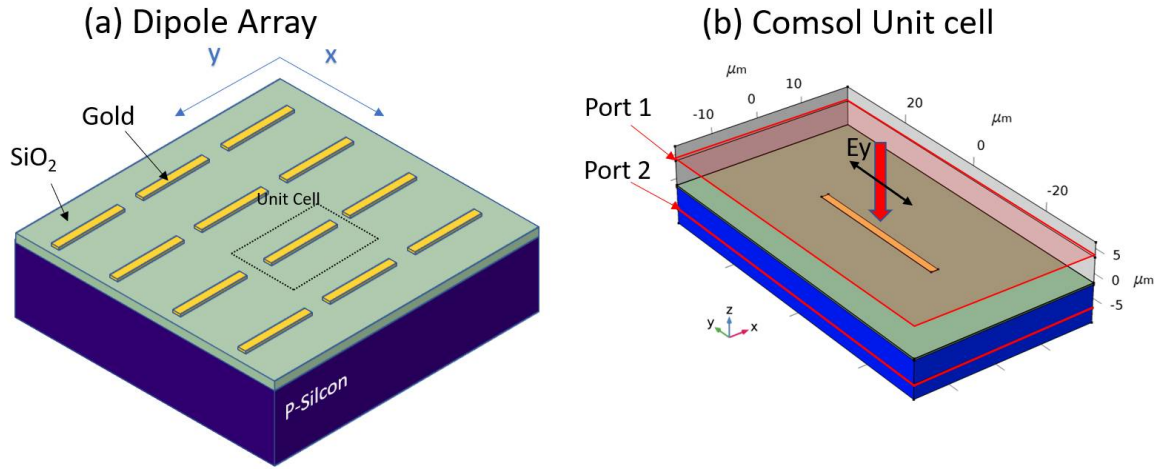 (a) Dipole Array
y
x
Gold
SiO₂
Unit Cell
P-Silcon
(b) Comsol Unit cell
μm
10
0
-10
20
μm
0
-20
Port 1
Port 2
Ey
5
0
μm
-5
z
y
x